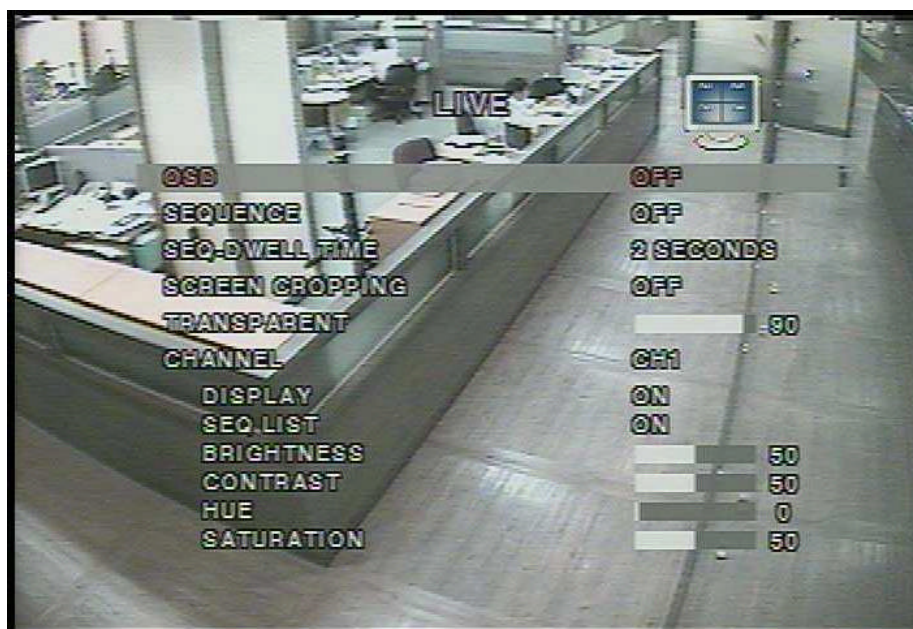 LIVE
OSD OFF
SEQUENCE OFF
SEQ-DWELL TIME 2 SECONDS
SCREEN CROPPING OFF
TRANSPARENT 90
CHANNEL CH1
DISPLAY ON
SEQ.LIST ON
BRIGHTNESS 50
CONTRAST 50
HUE 0
SATURATION 50